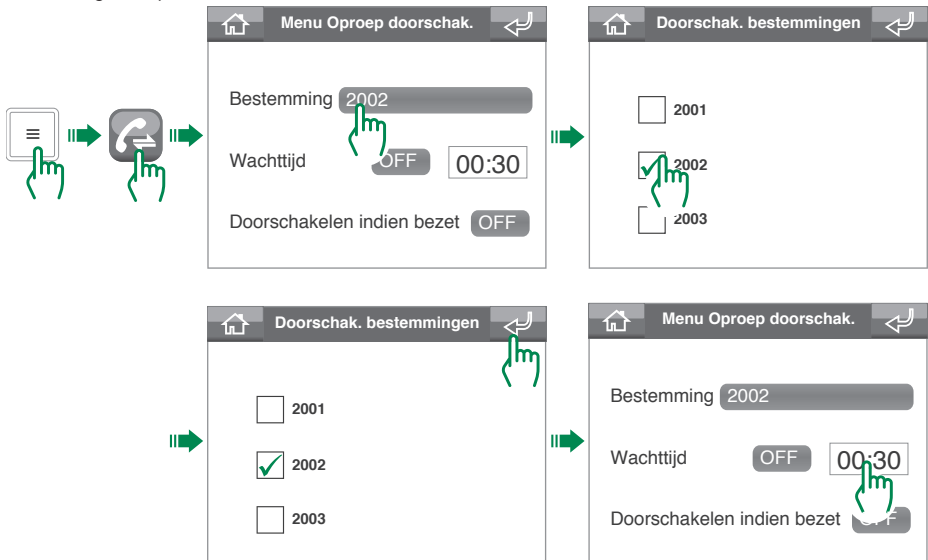 Menu Oproep doorschak.
Bestemming 2002
Wachttijd OFF 00:30
Doorschakelen indien bezet OFF
Doorschak. bestemmingen
2001
2002
2003
Doorschak. bestemmingen
2001
2002
2003
Menu Oproep doorschak.
Bestemming 2002
Wachttijd OFF 00:30
Doorschakelen indien bezet OFF